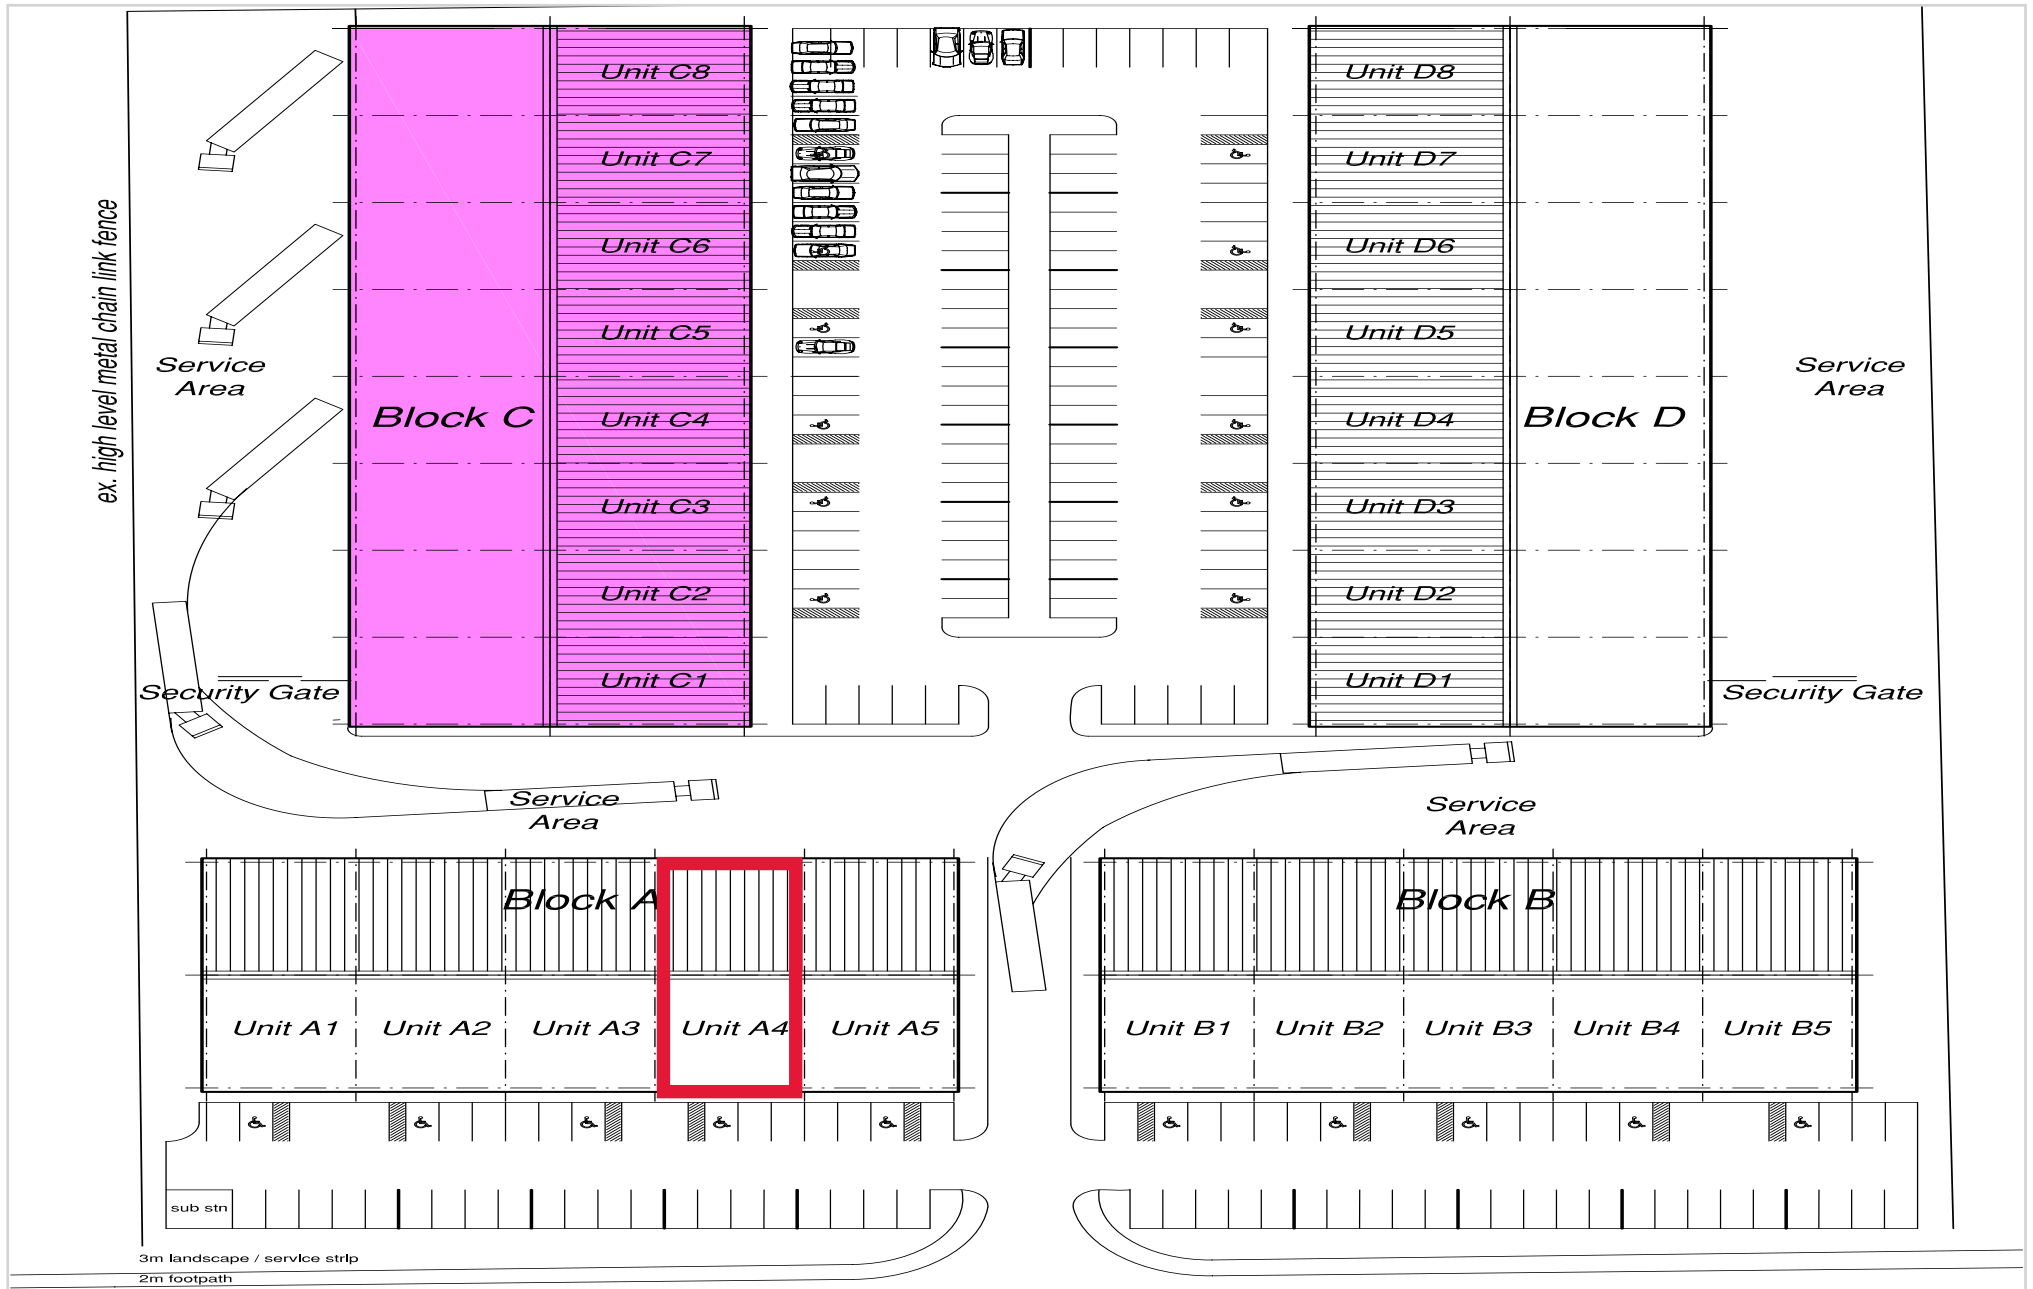 Unit C8
Unit D8
Unit C7
Unit D7
ex. high level metal chain link fence
Unit C6
Unit D6
Unit C5
Unit D5
Service
Area
Service
Area
Block C
Unit C4
Unit D4
Block D
Unit C3
Unit D3
Unit C2
Unit D2
Unit C1
Unit D1
Security Gate
Security Gate
Service
Area
Service
Area
Block A
Block B
Unit A1
Unit A2
Unit A3
Unit A4
Unit A5
Unit B1
Unit B2
Unit B3
Unit B4
Unit B5
sub stn
3m landscape / service strip
2m footpath